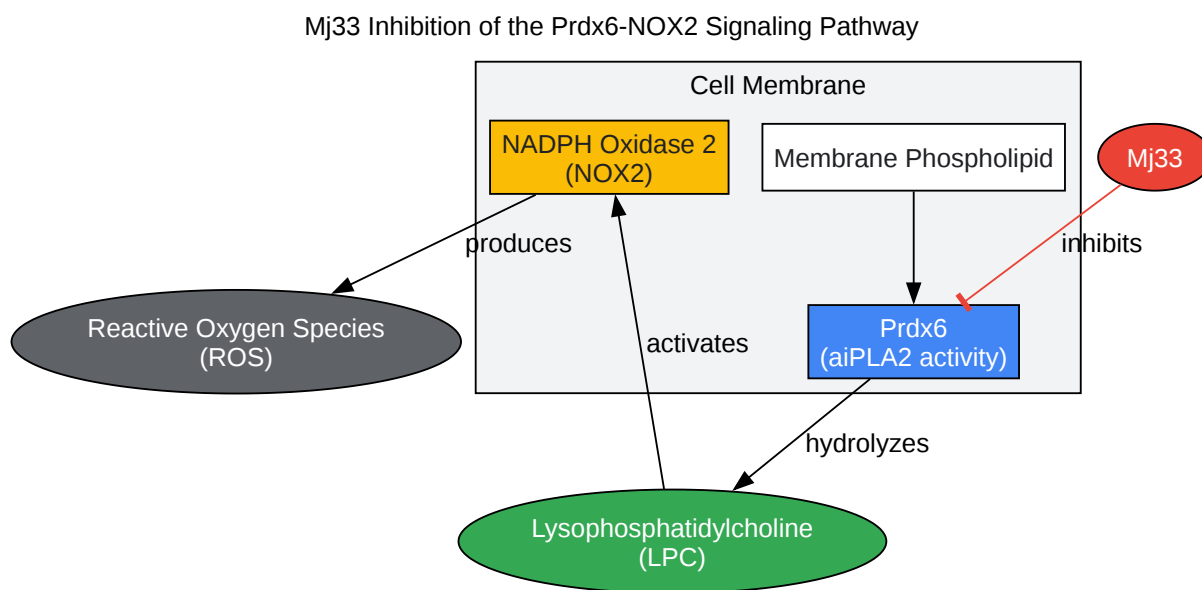 Mj33 Inhibition of the Prdx6-NOX2 Signaling Pathway
Cell Membrane
NADPH Oxidase 2
(NOX2)
Membrane Phospholipid
Mj33
produces
inhibits
Reactive Oxygen Species
(ROS)
activates
Prdx6
(aiPLA2 activity)
hydrolyzes
Lysophosphatidylcholine
(LPC)